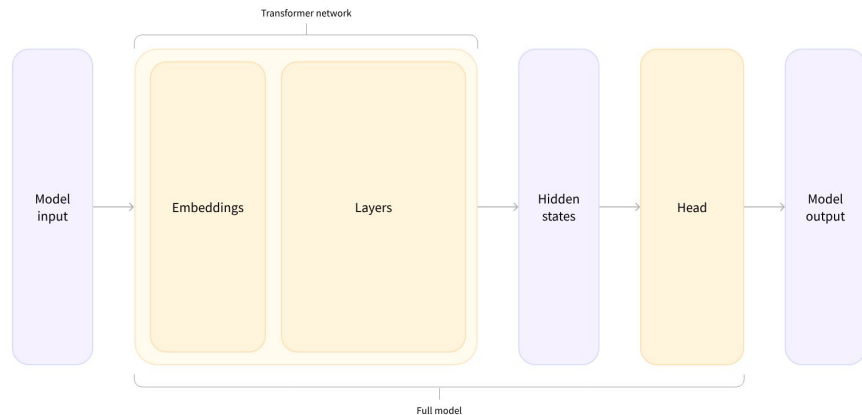 Transformer network
Model
input
Embeddings
Layers
Hidden
states
Head
Model
output
Full model